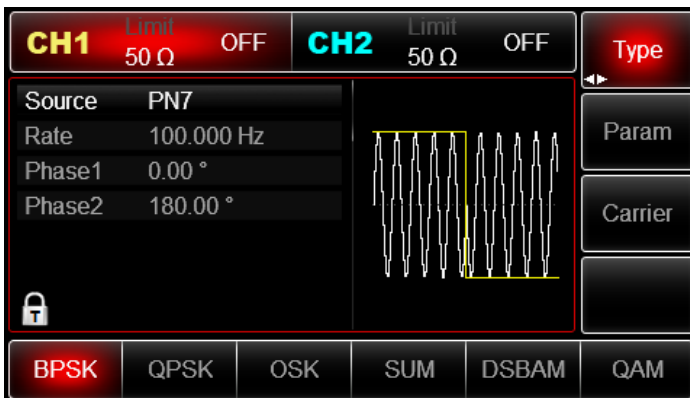 CH1 Limit 50 Ω OFF CH2 Limit 50 Ω OFF Type
Source PN7
Rate 100.000 Hz
Phase1 0.00 °
Phase2 180.00 °
Param
Carrier
T
BPSK QPSK OSK SUM DSBAM QAM